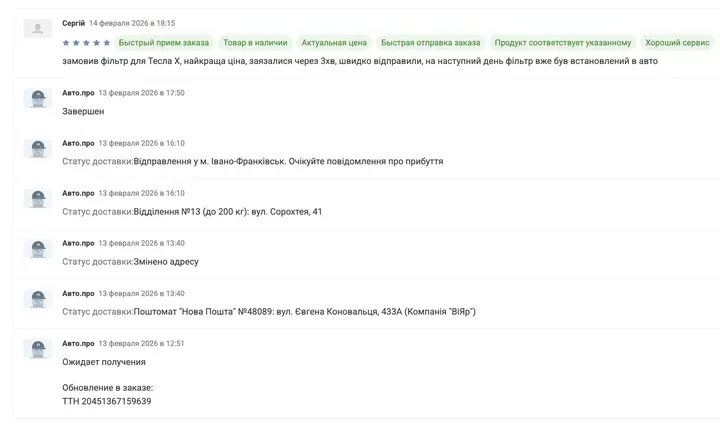 Сергій 14 февраля 2026 в 18:15
Быстрый прием заказа Товар в наличии Актуальная цена Быстрая отправка заказа Продукт соответствует указанному Хороший сервис
замовив фільтр для Тесла Х, найкраща ціна, заязалися через 3хв, швидко відправили, на наступний день фільтр вже був встановлений в авто
Авто.про 13 февраля 2026 в 17:50
Завершен
Авто.про 13 февраля 2026 в 16:10
Статус доставки:Відправлення у м. Івано-Франківськ. Очікуйте повідомлення про прибуття
Авто.про 13 февраля 2026 в 16:10
Статус доставки:Відділення №13 (до 200 кг): вул. Сорохтея, 41
Авто.про 13 февраля 2026 в 13:40
Статус доставки:Змінено адресу
Авто.про 13 февраля 2026 в 13:40
Статус доставки:Поштомат "Нова Пошта" №48089: вул. Євгена Коновальця, 433А (Компанія "ВіЯр")
Авто.про 13 февраля 2026 в 12:51
Ожидает получения
Обновление в заказе:
ТТН 20451367159639